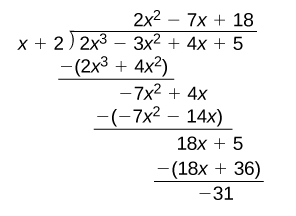 2x² − 7x + 18
x + 2 ) 2x³ − 3x² + 4x + 5
−(2x³ + 4x²)
−7x² + 4x
−(−7x² − 14x)
18x + 5
−(18x + 36)
−31